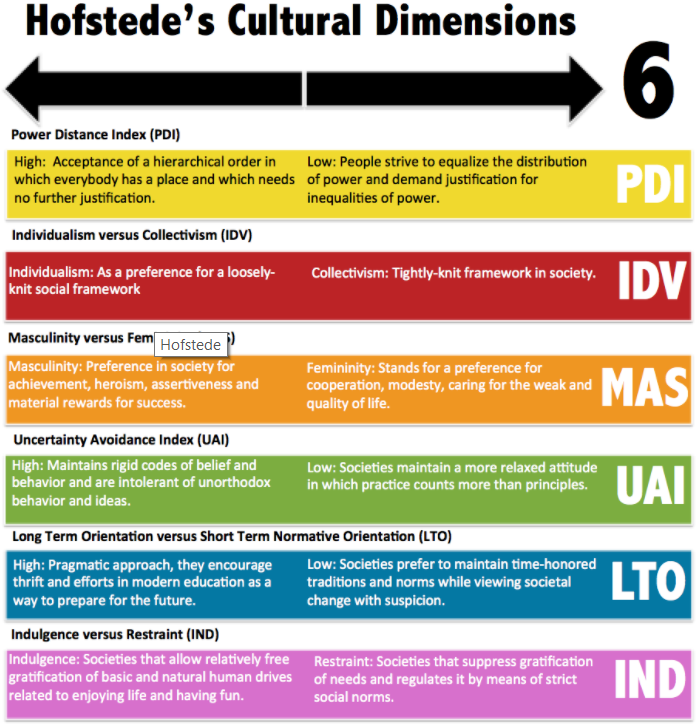 Hofstede's Cultural Dimensions
6
Power Distance Index (PDI)
High:  Acceptance of a hierarchical order in
which everybody has a place and which needs
no further justification.
Low: People strive to equalize the distribution
of power and demand justification for
inequalities of power.
PDI
Individualism versus Collectivism (IDV)
Individualism: As a preference for a loosely-
knit social framework
Collectivism: Tightly-knit framework in society.
IDV
Masculinity versus Fem
Hofstede
Masculinity: Preference in society for
achievement, heroism, assertiveness and
material rewards for success.
Femininity: Stands for a preference for
cooperation, modesty, caring for the weak and
quality of life.
MAS
Uncertainty Avoidance Index (UAI)
High: Maintains rigid codes of belief and
behavior and are intolerant of unorthodox
behavior and ideas.
Low: Societies maintain a more relaxed attitude
in which practice counts more than principles.
UAI
Long Term Orientation versus Short Term Normative Orientation (LTO)
High: Pragmatic approach, they encourage
thrift and efforts in modern education as a
way to prepare for the future.
Low: Societies prefer to maintain time-honored
traditions and norms while viewing societal
change with suspicion.
LTO
Indulgence versus Restraint (IND)
Indulgence: Societies that allow relatively free
gratification of basic and natural human drives
related to enjoying life and having fun.
Restraint: Societies that suppress gratification
of needs and regulates it by means of strict
social norms.
IND